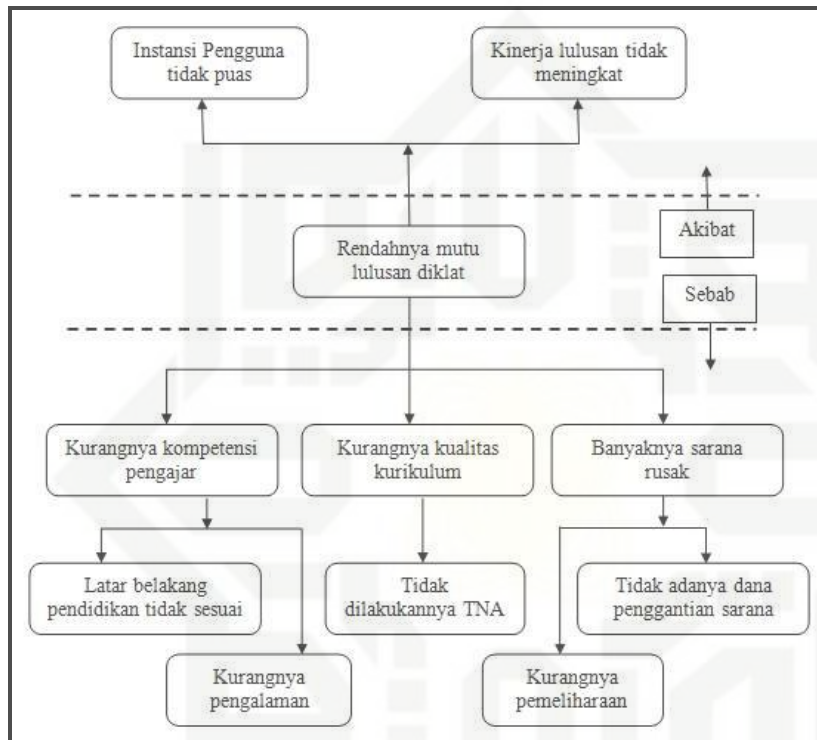 Instansi Pengguna
tidak puas
Kinerja lulusan tidak
meningkat
Rendahnya mutu
lulusan diklat
Akibat
Sebab
Kurangnya kompetensi
pengajar
Kurangnya kualitas
kurikulum
Banyaknya sarana
rusak
Latar belakang
pendidikan tidak sesuai
Tidak
dilakukannya TNA
Tidak adanya dana
penggantian sarana
Kurangnya
pengalaman
Kurangnya
pemeliharaan